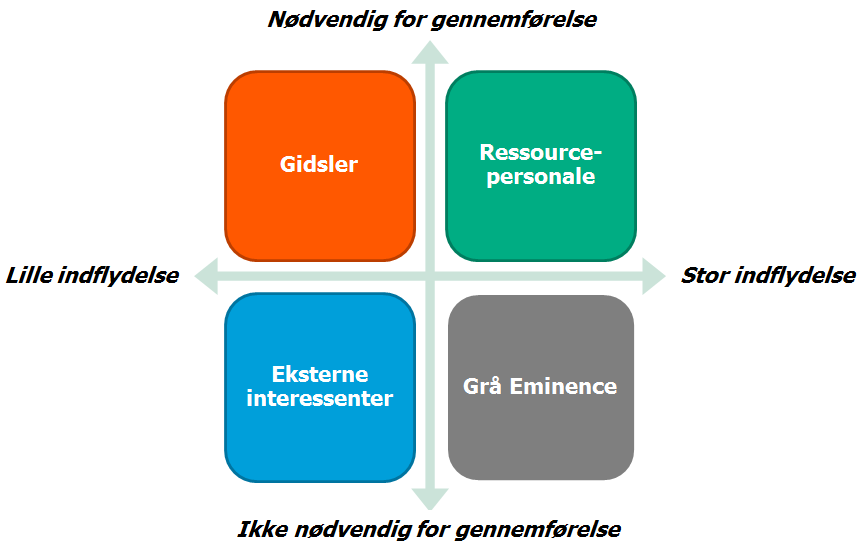 Nødvendig for gennemførelse
Gidsler
Ressource-
personale
Lille indflydelse
Stor indflydelse
Eksterne
interessenter
Grå Eminence
Ikke nødvendig for gennemførelse